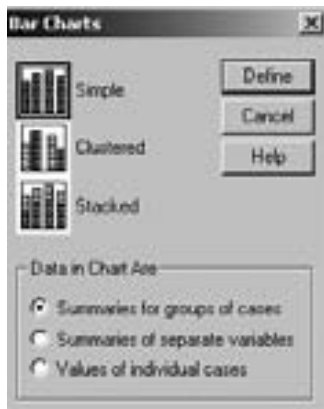 Bar Charts
Simple
Define
Cancel
Clustered
Help
Stacked
Data in Chart Are
Summaries for groups of cases
Summaries of separate variables
Values of individual cases